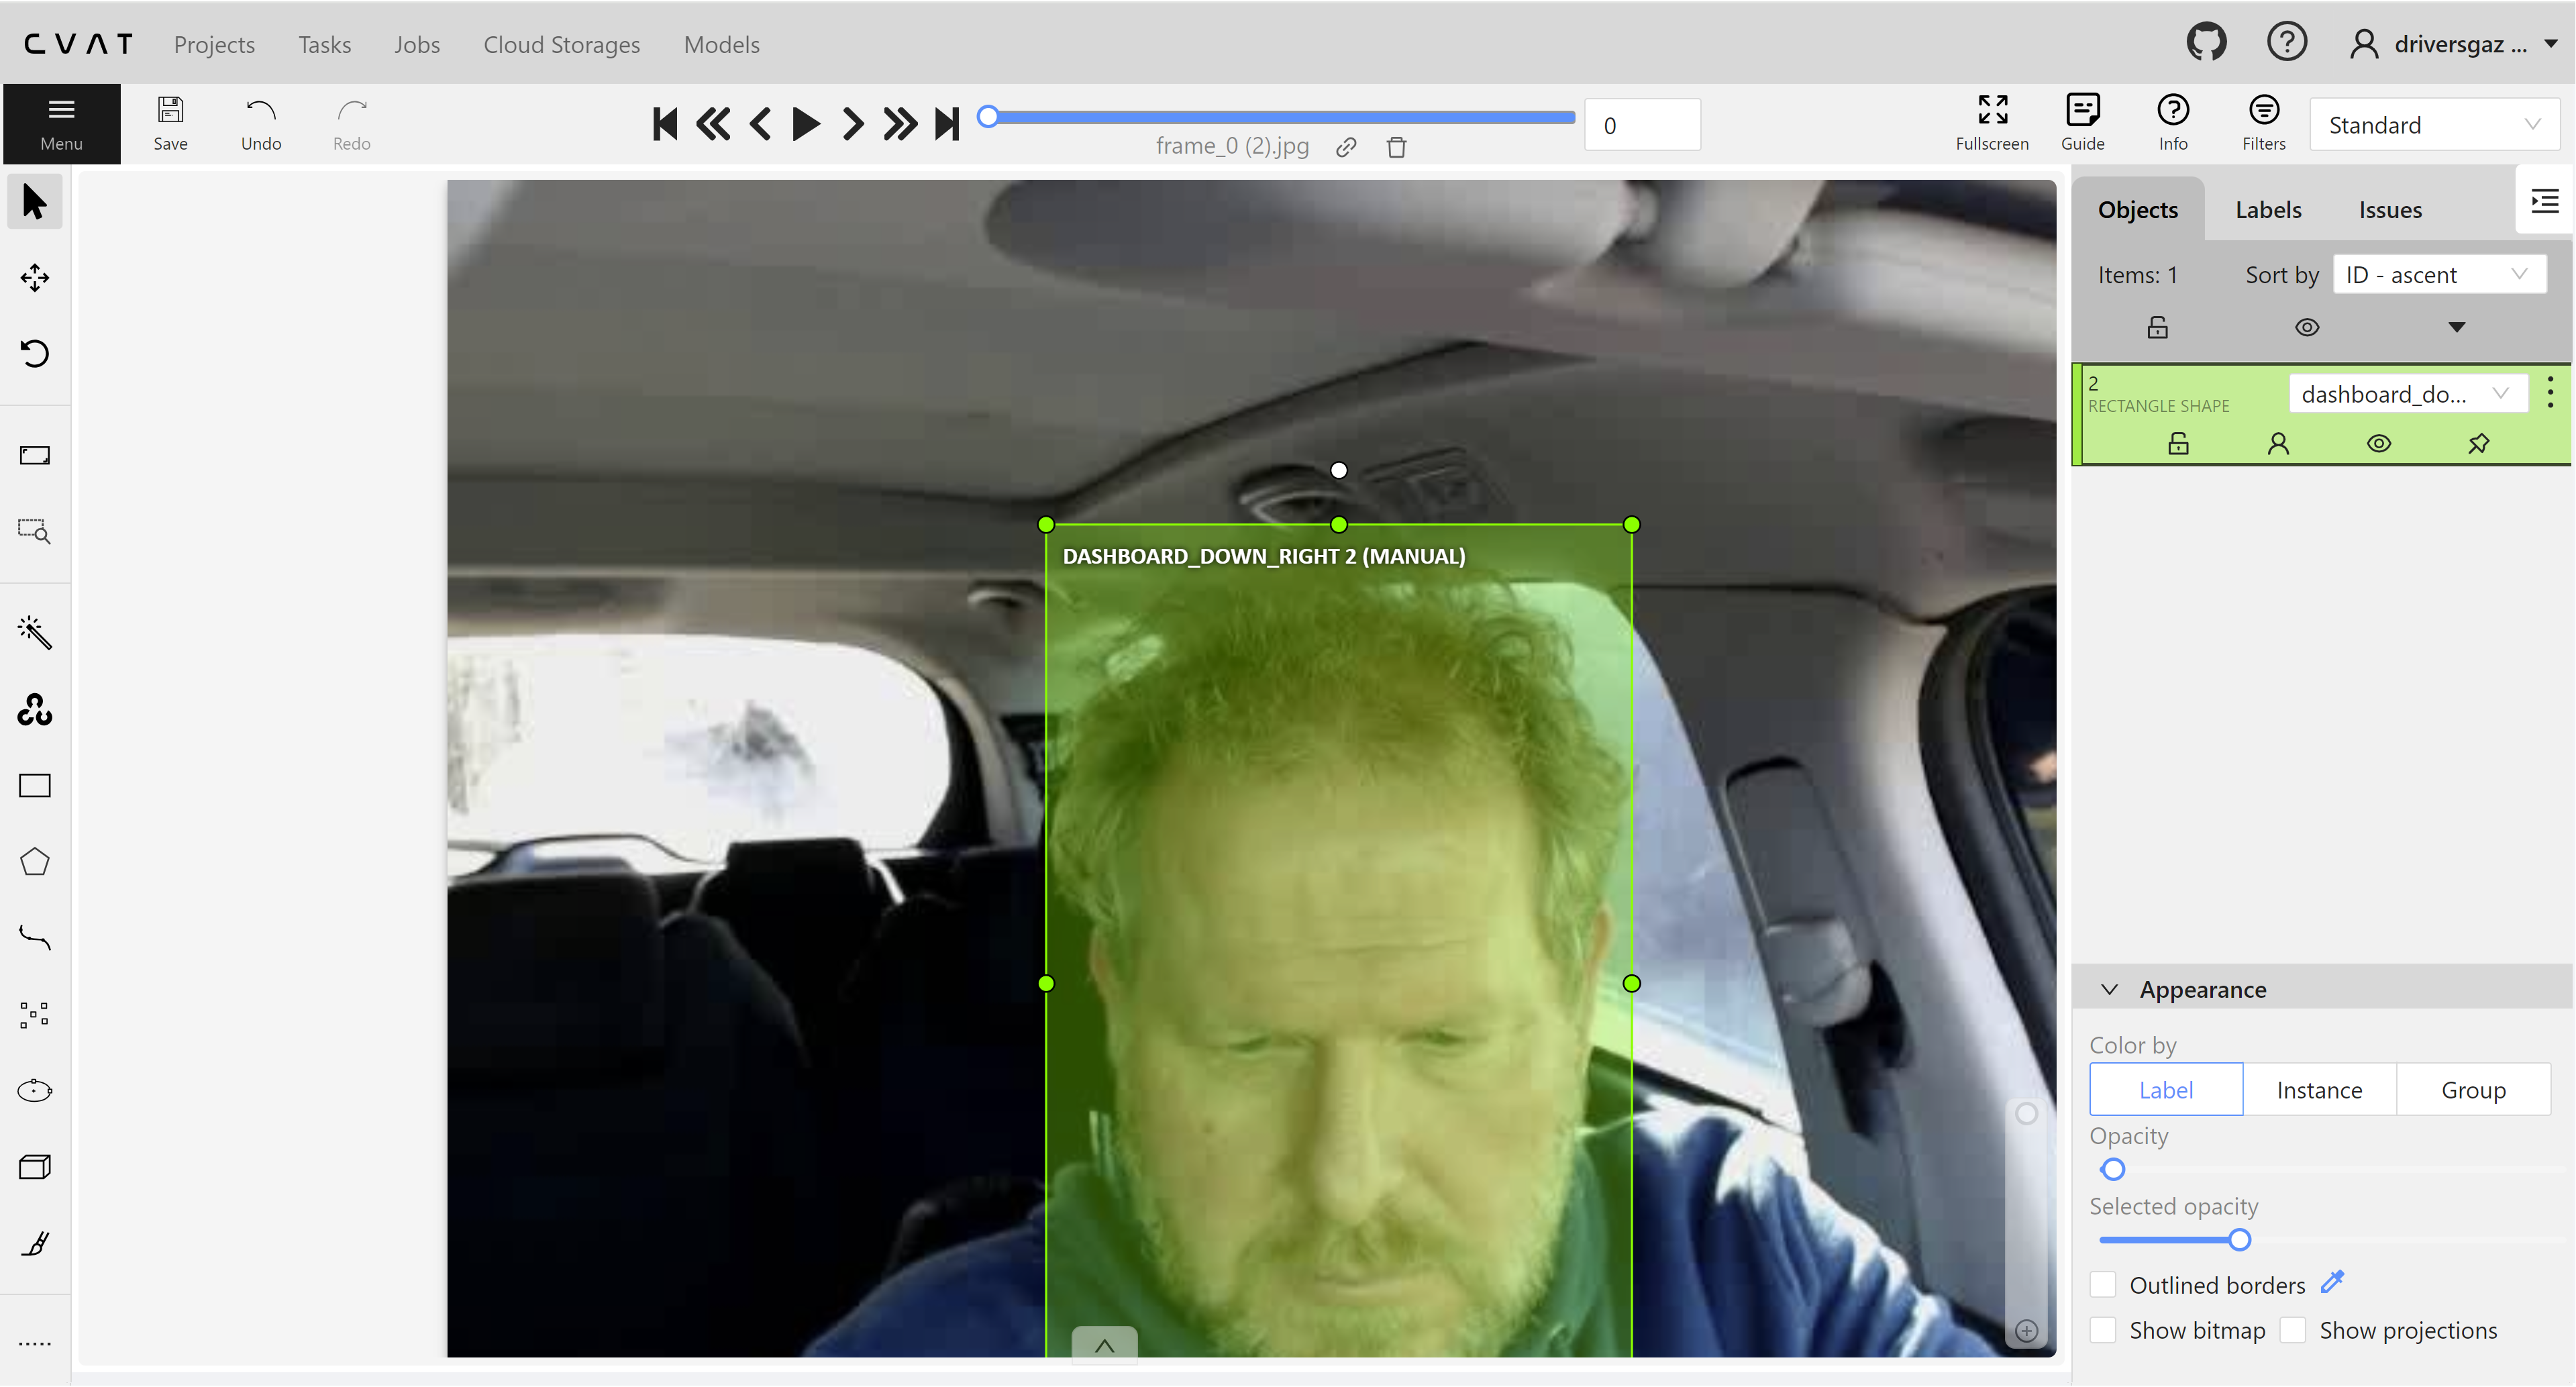 CVAT Projects Tasks Jobs Cloud Storages Models driversgaz ...
Menu Save Undo Redo
frame_0 (2).jpg
0
Fullscreen Guide Info Filters Standard
Objects Labels Issues
Items: 1 Sort by ID - ascent
2
RECTANGLE SHAPE
dashboard_do...
DASHBOARD_DOWN_RIGHT 2 (MANUAL)
Appearance
Color by
Label Instance Group
Opacity
Selected opacity
Outlined borders
Show bitmap Show projections